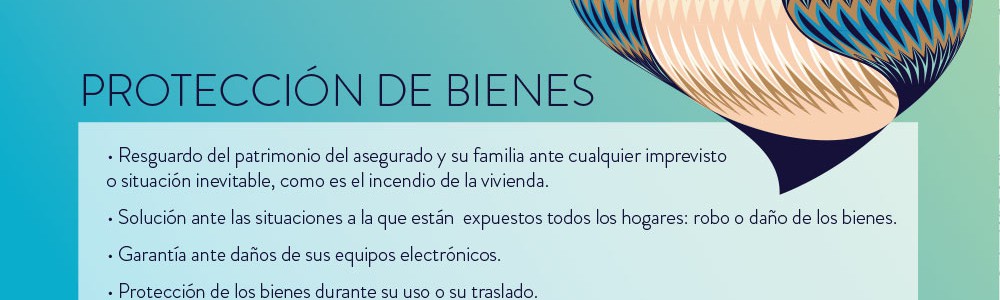 PROTECCIÓN DE BIENES
• Resguardo del patrimonio del asegurado y su familia ante cualquier imprevisto
o situación inevitable, como es el incendio de la vivienda.
• Solución ante las situaciones a la que están  expuestos todos los hogares: robo o daño de los bienes.
• Garantía ante daños de sus equipos electrónicos.
• Protección de los bienes durante su uso o su traslado.